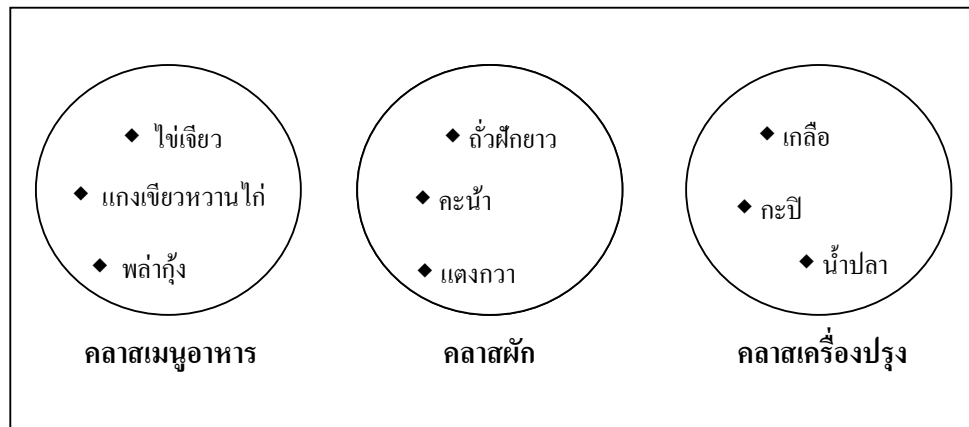 ไข่เจียว
แกงเขียวหวานไก่
พล่ากุ้ง
คลาสเมนูอาหาร
ถั่วฝักยาว
คะน้า
แตงกวา
คลาสผัก
เกลือ
กะปิ
น้ำปลา
คลาสเครื่องปรุง